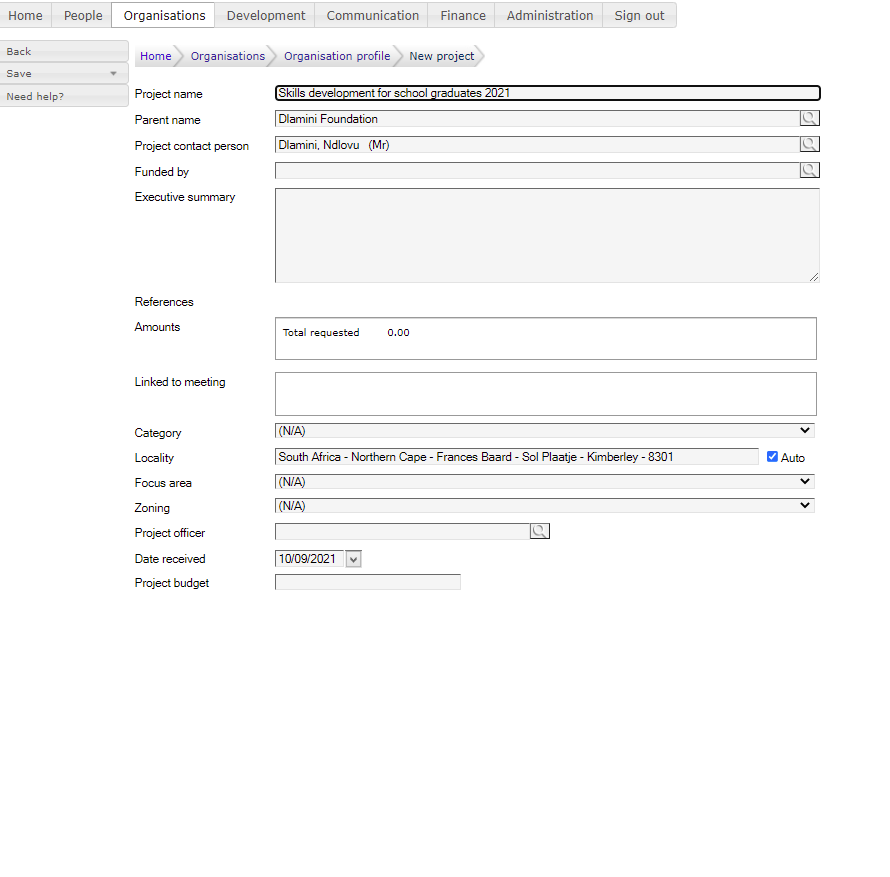 Home People Organisations Development Communication Finance Administration Sign out
Back
Save
Need help?
Home Organisations Organisation profile New project
Project name Skills development for school graduates 2021
Parent name Dlamini Foundation
Project contact person Dlamini, Ndlovu (Mr)
Funded by
Executive summary
References
Amounts Total requested 0.00
Linked to meeting
Category (N/A)
Locality South Africa - Northern Cape - Frances Baard - Sol Plaatje - Kimberley - 8301 Auto
Focus area (N/A)
Zoning (N/A)
Project officer
Date received 10/09/2021
Project budget